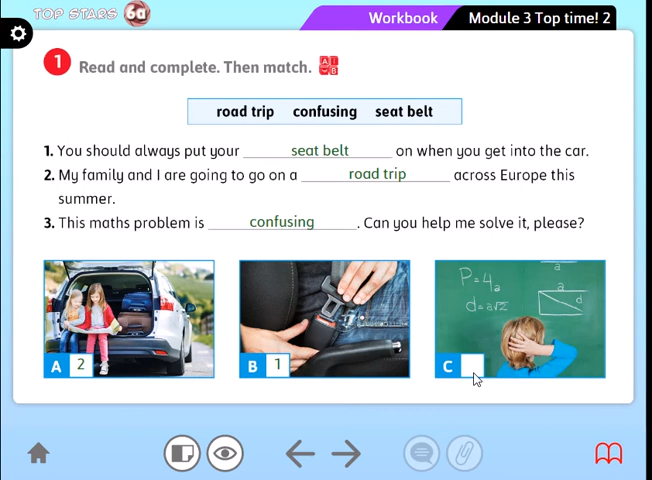 TOP STARS 6a
Workbook
Module 3 Top time! 2
1 Read and complete. Then match.
road trip confusing seat belt
1. You should always put your seat belt on when you get into the car.
2. My family and I are going to go on a road trip across Europe this
summer.
3. This maths problem is confusing. Can you help me solve it, please?
P=4a
d=a√2
a
a
d
A 2
B 1
C